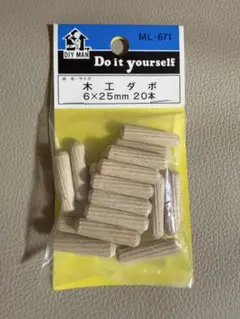 ML-671
DIY MAN
Do it yourself
木工ダボ
6×25mm 20本